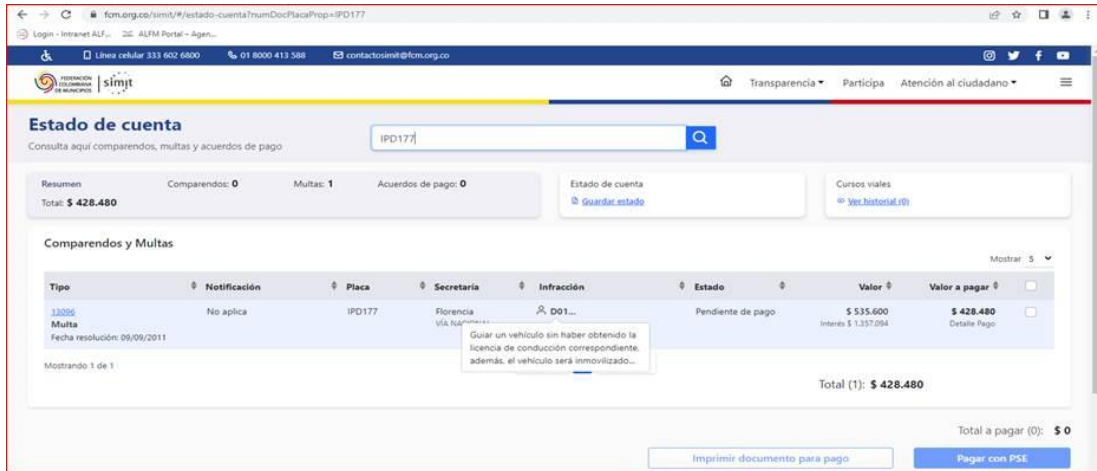 fcm.org.co/simit/#/estado-cuenta?numDocPlacaProp=IPD177
Login - Intranet ALF... ALFM Portal - Agen...
Línea celular 333 602 6800 01 8000 413 588 contactosimit@fcm.org.co
FEDERACIÓN COLOMBIANA DE MUNICIPIOS simit Transparencia Participa Atención al ciudadano
Estado de cuenta
Consulta aquí comparendos, multas y acuerdos de pago
IPD177
Resumen Comparendos: 0 Multas: 1 Acuerdos de pago: 0
Total: $ 428.480
Estado de cuenta
Guardar estado
Cursos viales
Ver historial (0)
Comparendos y Multas
Mostrar 5
Tipo Notificación Placa Secretaría Infracción Estado Valor Valor a pagar
13096 No aplica IPD177 Florencia D01... Pendiente de pago $ 535.600 $ 428.480
Multa VÍA NACIONAL Interés $ 1.357.094 Detalle Pago
Fecha resolución: 09/09/2011
Guiar un vehículo sin haber obtenido la
licencia de conducción correspondiente,
además, el vehículo será inmovilizado...
Mostrando 1 de 1
Total (1): $ 428.480
Total a pagar (0): $ 0
Imprimir documento para pago Pagar con PSE